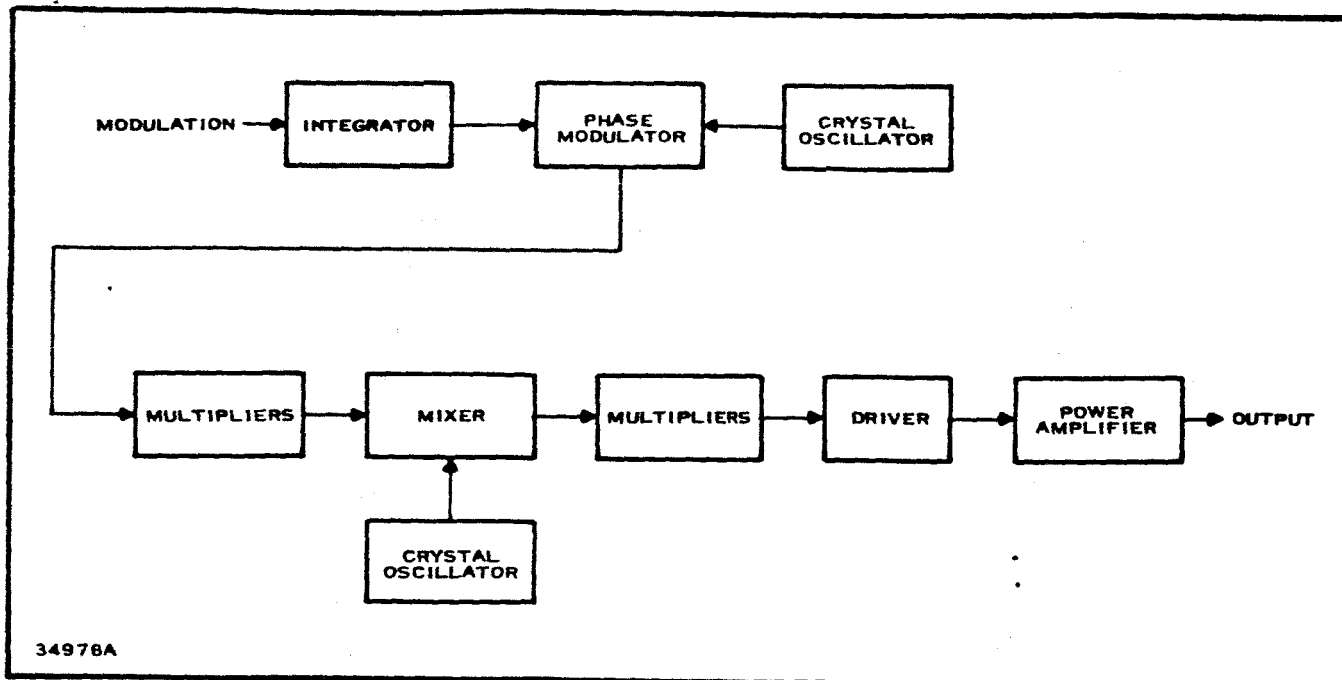 MODULATION
INTEGRATOR
PHASE
MODULATOR
CRYSTAL
OSCILLATOR
MULTIPLIERS
MIXER
MULTIPLIERS
DRIVER
POWER
AMPLIFIER
OUTPUT
CRYSTAL
OSCILLATOR
34978A